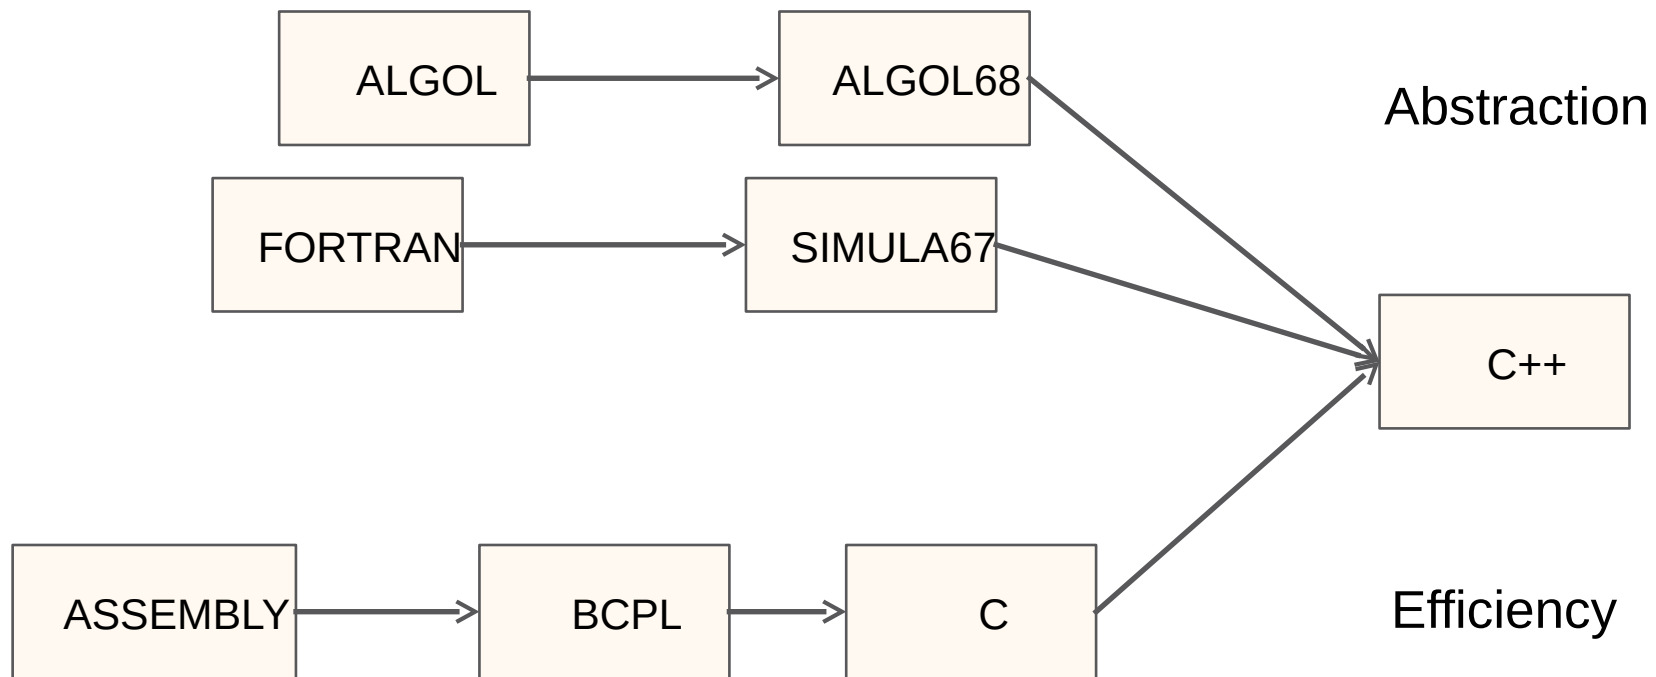 ALGOL
ALGOL68
Abstraction
FORTRAN
SIMULA67
C++
ASSEMBLY
BCPL
C
Efficiency